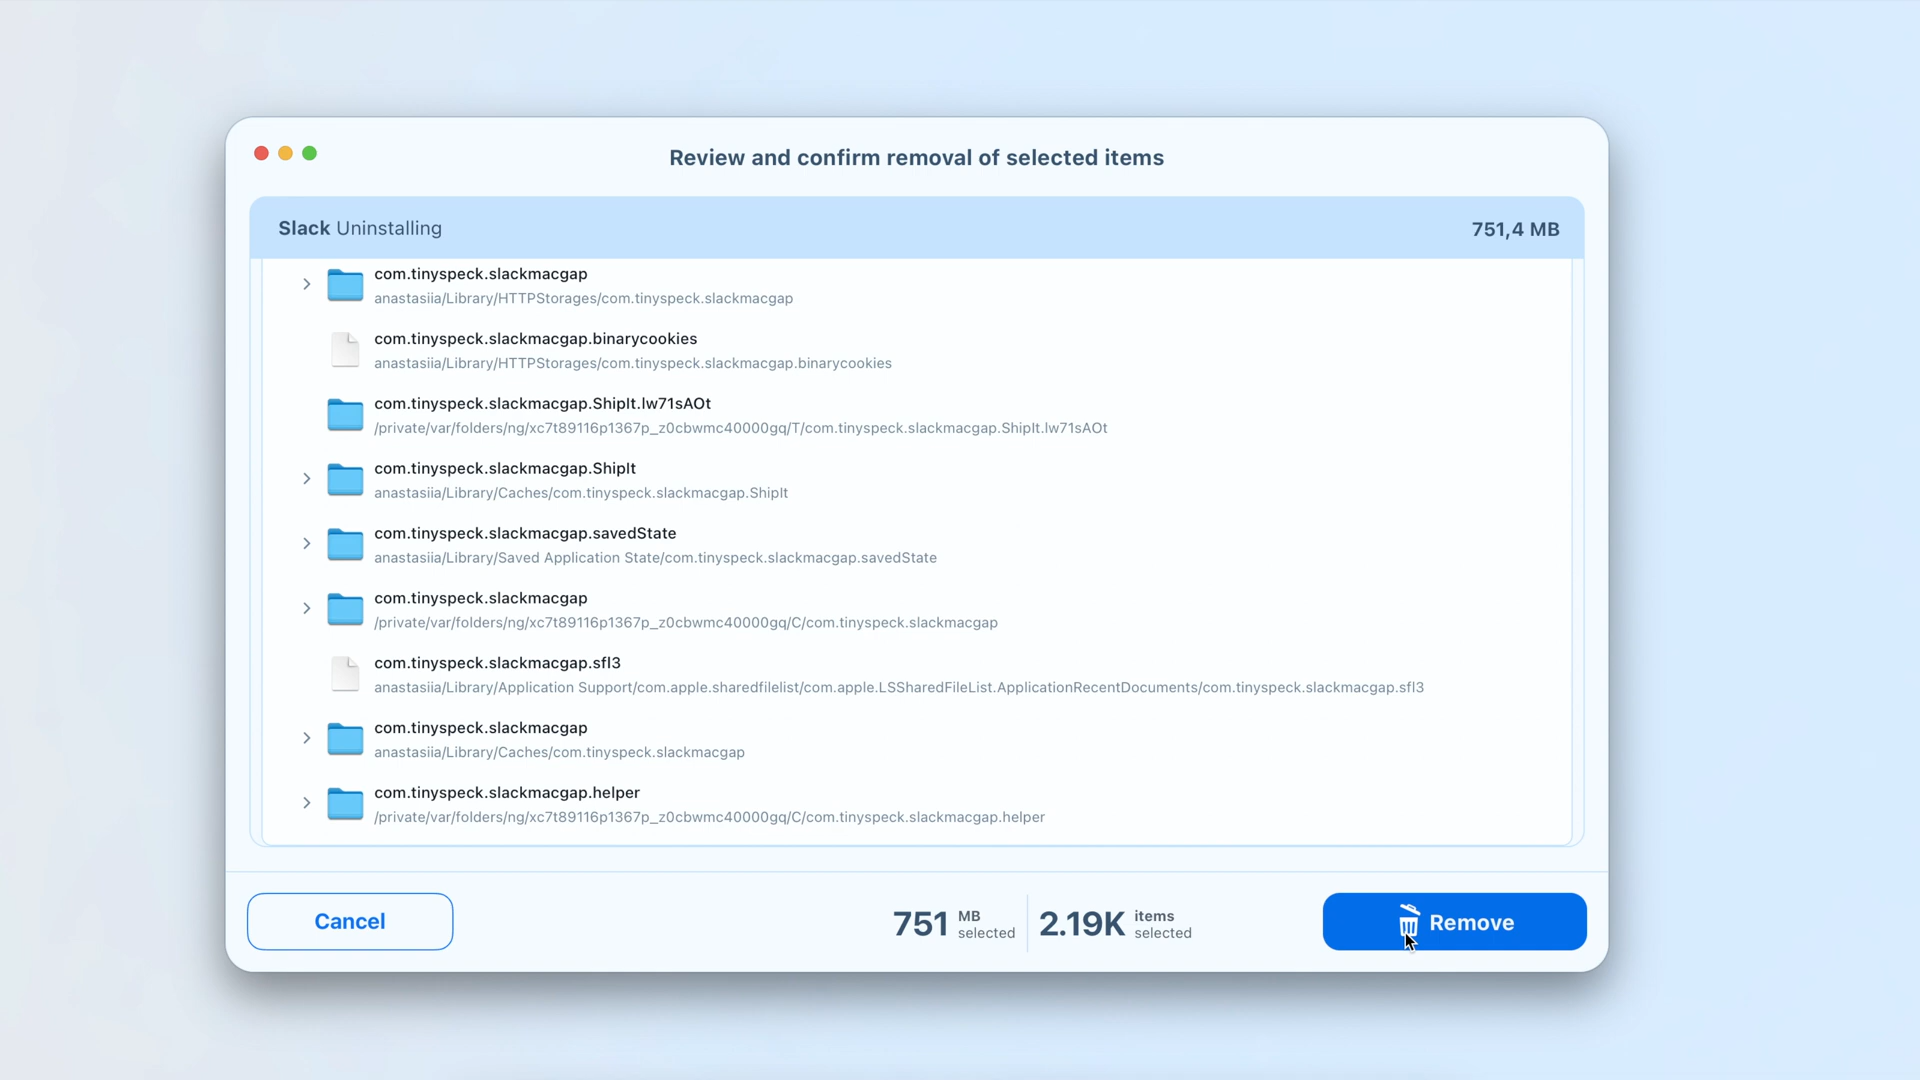 Review and confirm removal of selected items
Slack Uninstalling
751,4 MB
com.tinyspeck.slackmacgap
anastasiia/Library/HTTPStorages/com.tinyspeck.slackmacgap
com.tinyspeck.slackmacgap.binarycookies
anastasiia/Library/HTTPStorages/com.tinyspeck.slackmacgap.binarycookies
com.tinyspeck.slackmacgap.ShipIt.lw71sAOt
/private/var/folders/ng/xc7t89116p1367p_z0cbwmc40000gq/T/com.tinyspeck.slackmacgap.ShipIt.lw71sAOt
com.tinyspeck.slackmacgap.ShipIt
anastasiia/Library/Caches/com.tinyspeck.slackmacgap.ShipIt
com.tinyspeck.slackmacgap.savedState
anastasiia/Library/Saved Application State/com.tinyspeck.slackmacgap.savedState
com.tinyspeck.slackmacgap
/private/var/folders/ng/xc7t89116p1367p_z0cbwmc40000gq/C/com.tinyspeck.slackmacgap
com.tinyspeck.slackmacgap.sfl3
anastasiia/Library/Application Support/com.apple.sharedfilelist/com.apple.LSSharedFileList.ApplicationRecentDocuments/com.tinyspeck.slackmacgap.sfl3
com.tinyspeck.slackmacgap
anastasiia/Library/Caches/com.tinyspeck.slackmacgap
com.tinyspeck.slackmacgap.helper
/private/var/folders/ng/xc7t89116p1367p_z0cbwmc40000gq/C/com.tinyspeck.slackmacgap.helper
Cancel
751 MB selected
2.19K items selected
Remove